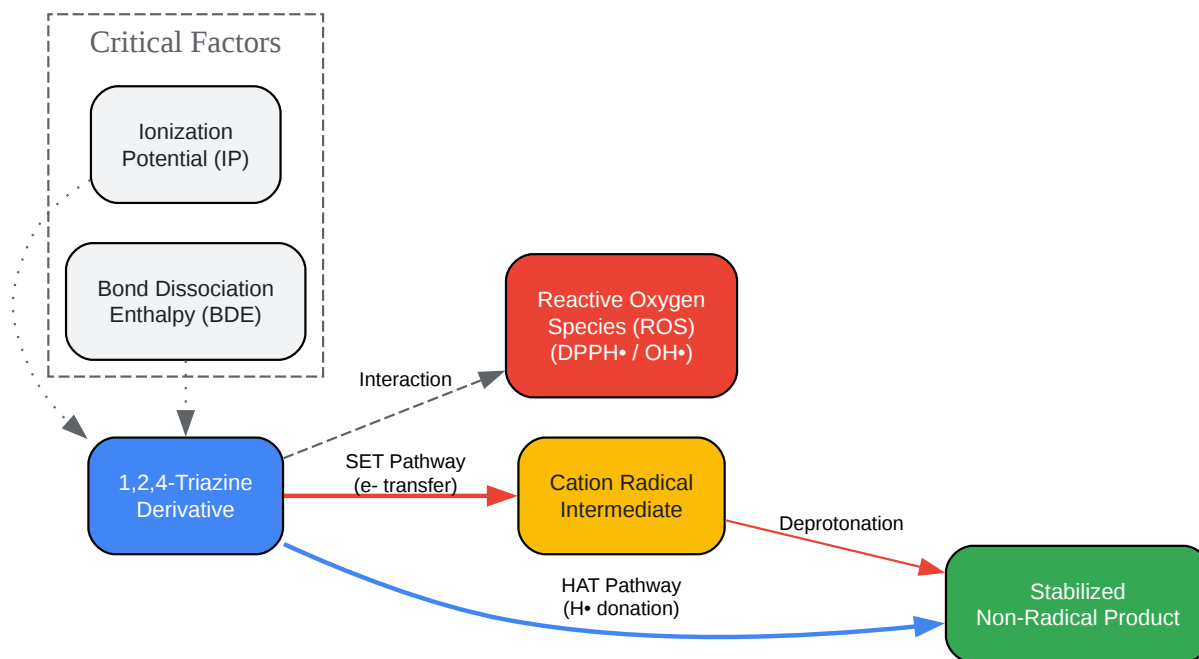 Critical Factors
Ionization
Potential (IP)
Bond Dissociation
Enthalpy (BDE)
Reactive Oxygen
Species (ROS)
(DPPH• / OH•)
Interaction
1,2,4-Triazine
Derivative
SET Pathway
(e- transfer)
Cation Radical
Intermediate
Deprotonation
HAT Pathway
(H• donation)
Stabilized
Non-Radical Product